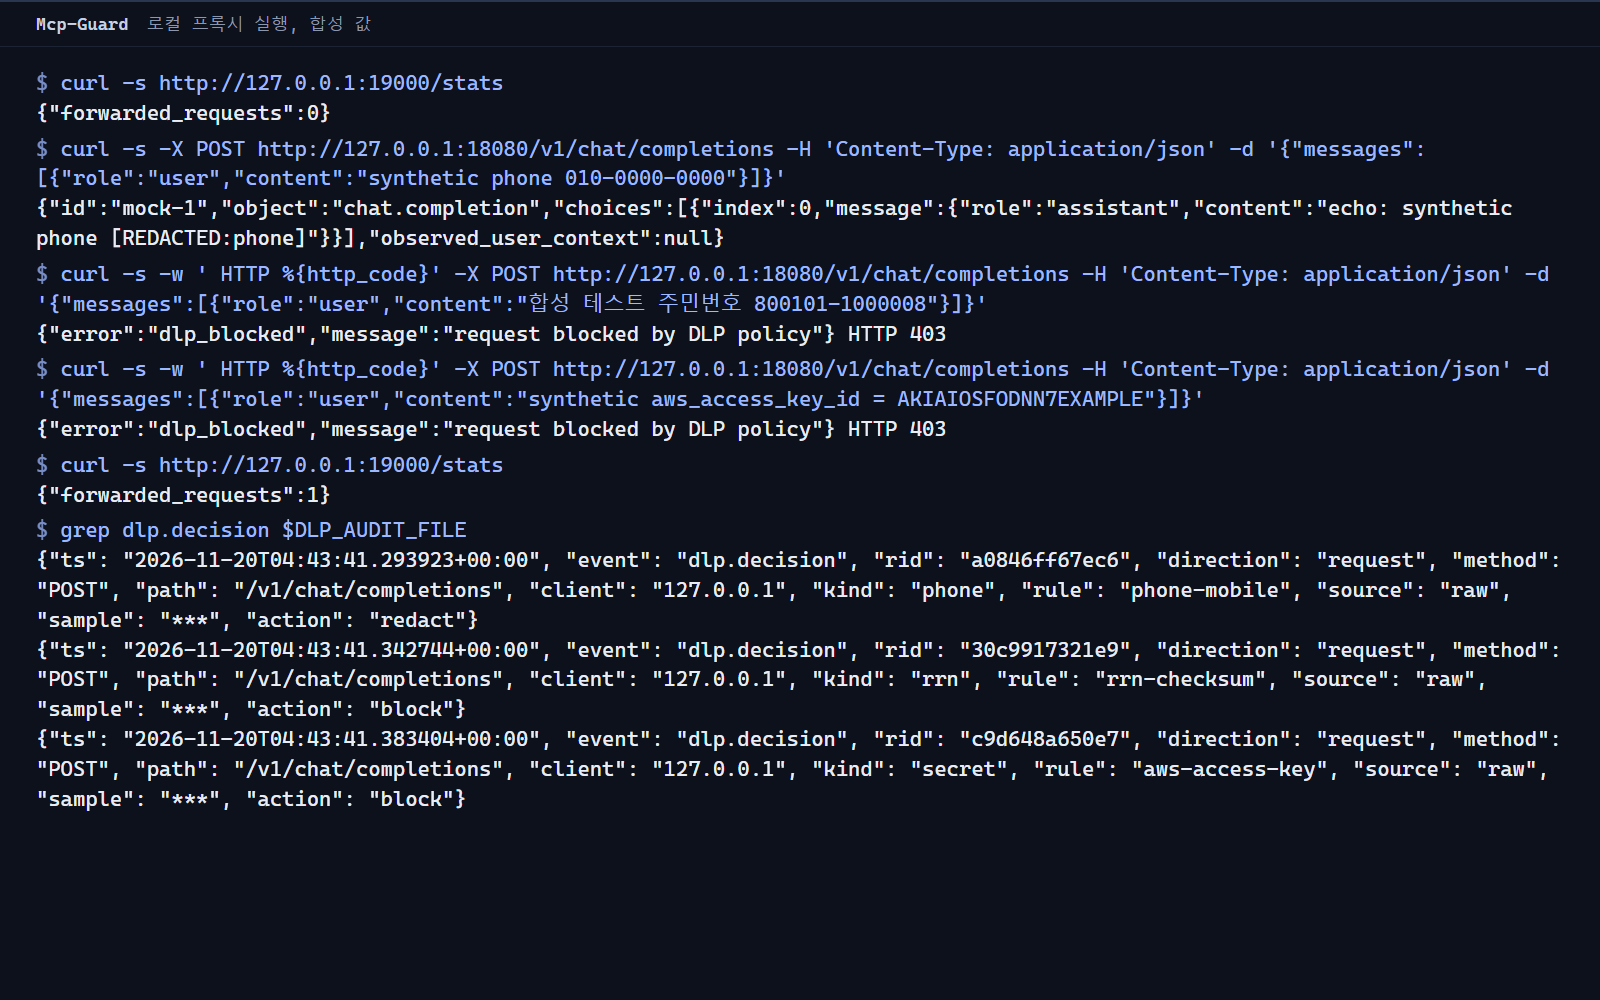 Mcp-Guard 로컬 프록시 실행, 합성 값
$ curl -s http://127.0.0.1:19000/stats
{"forwarded_requests":0}
$ curl -s -X POST http://127.0.0.1:18080/v1/chat/completions -H 'Content-Type: application/json' -d '{"messages":
[{"role":"user","content":"synthetic phone 010-0000-0000"}]}'
{"id":"mock-1","object":"chat.completion","choices":[{"index":0,"message":{"role":"assistant","content":"echo: synthetic
phone [REDACTED:phone]"}}],"observed_user_context":null}
$ curl -s -w ' HTTP %{http_code}' -X POST http://127.0.0.1:18080/v1/chat/completions -H 'Content-Type: application/json' -d
'{"messages":[{"role":"user","content":"합성 테스트 주민번호 800101-1000008"}]}'
{"error":"dlp_blocked","message":"request blocked by DLP policy"} HTTP 403
$ curl -s -w ' HTTP %{http_code}' -X POST http://127.0.0.1:18080/v1/chat/completions -H 'Content-Type: application/json' -d
'{"messages":[{"role":"user","content":"synthetic aws_access_key_id = AKIAIOSFODNN7EXAMPLE"}]}'
{"error":"dlp_blocked","message":"request blocked by DLP policy"} HTTP 403
$ curl -s http://127.0.0.1:19000/stats
{"forwarded_requests":1}
$ grep dlp.decision $DLP_AUDIT_FILE
{"ts": "2026-11-20T04:43:41.293923+00:00", "event": "dlp.decision", "rid": "a0846ff67ec6", "direction": "request", "method":
"POST", "path": "/v1/chat/completions", "client": "127.0.0.1", "kind": "phone", "rule": "phone-mobile", "source": "raw",
"sample": "***", "action": "redact"}
{"ts": "2026-11-20T04:43:41.342744+00:00", "event": "dlp.decision", "rid": "30c9917321e9", "direction": "request", "method":
"POST", "path": "/v1/chat/completions", "client": "127.0.0.1", "kind": "rrn", "rule": "rrn-checksum", "source": "raw",
"sample": "***", "action": "block"}
{"ts": "2026-11-20T04:43:41.383404+00:00", "event": "dlp.decision", "rid": "c9d648a650e7", "direction": "request", "method":
"POST", "path": "/v1/chat/completions", "client": "127.0.0.1", "kind": "secret", "rule": "aws-access-key", "source": "raw",
"sample": "***", "action": "block"}